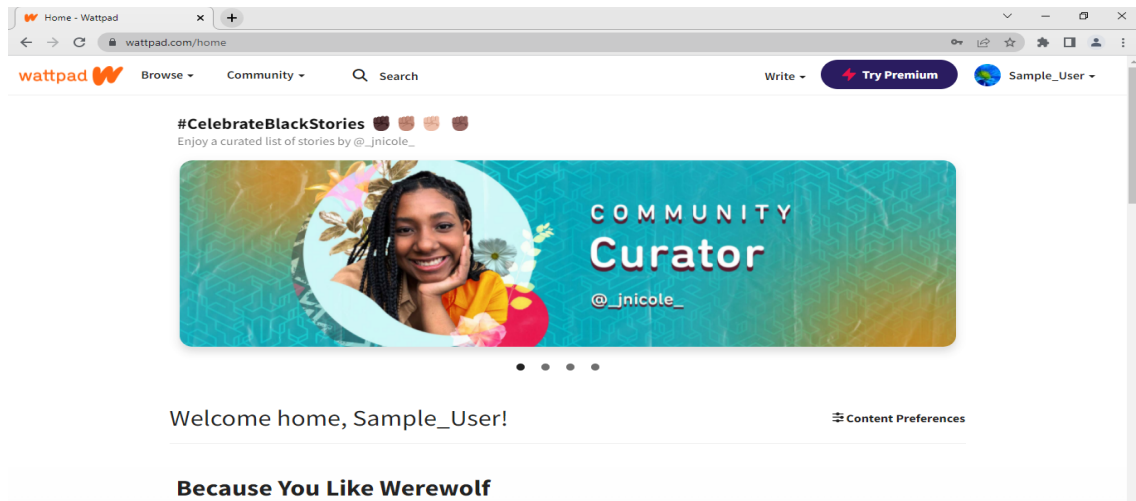 Home - Wattpad
wattpad.com/home
wattpad Browse Community Search Write Try Premium Sample_User
#CelebrateBlackStories ✊🏿 ✊🏽 ✊🏼 ✊🏾
Enjoy a curated list of stories by @_jnicole_
COMMUNITY
Curator
@_jnicole_
Welcome home, Sample_User! Content Preferences
Because You Like Werewolf